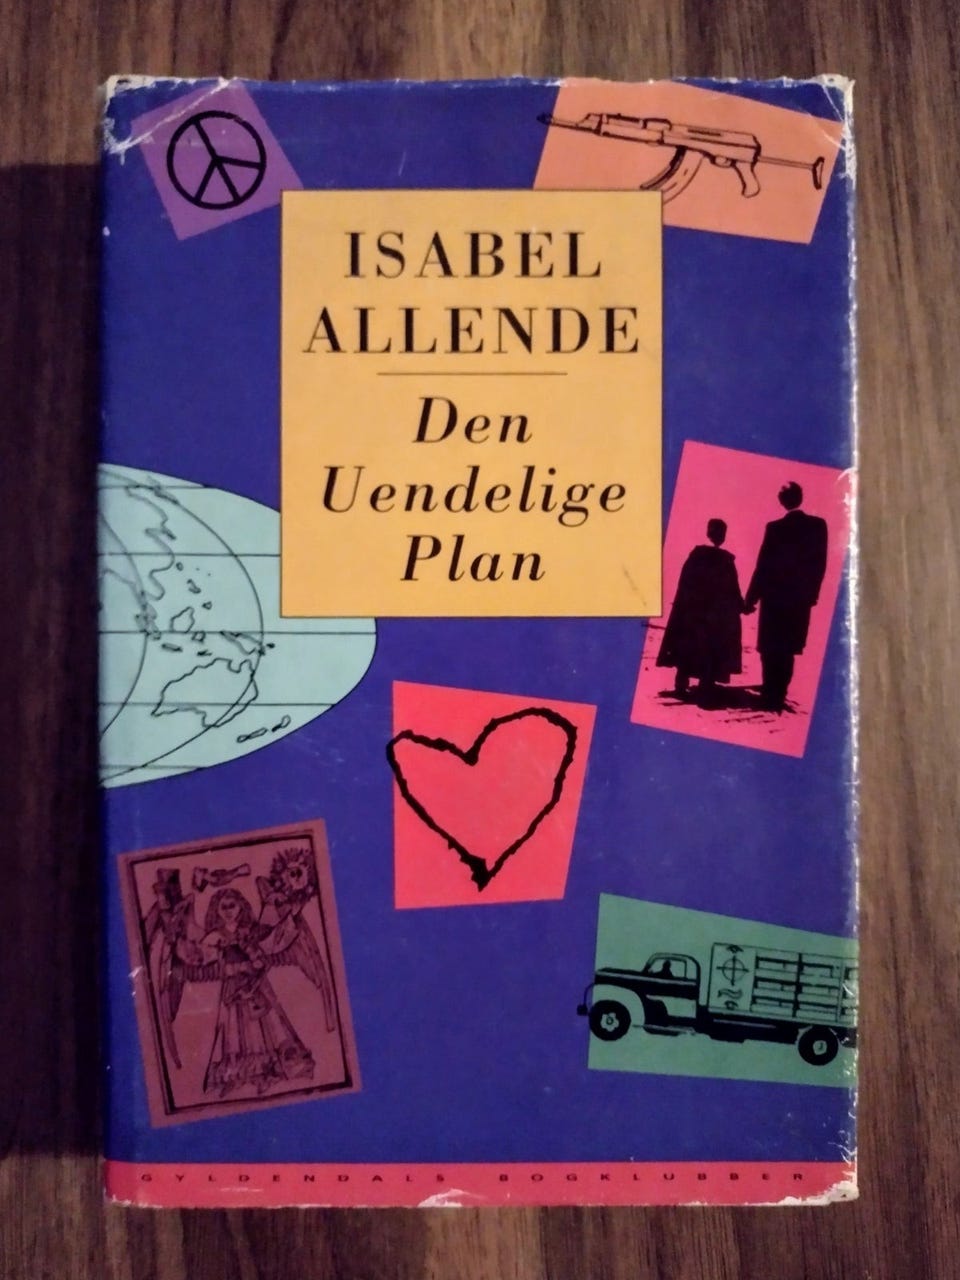 ISABEL
ALLENDE
Den
Uendelige
Plan
GYLDENDALS BOGKLUBBER